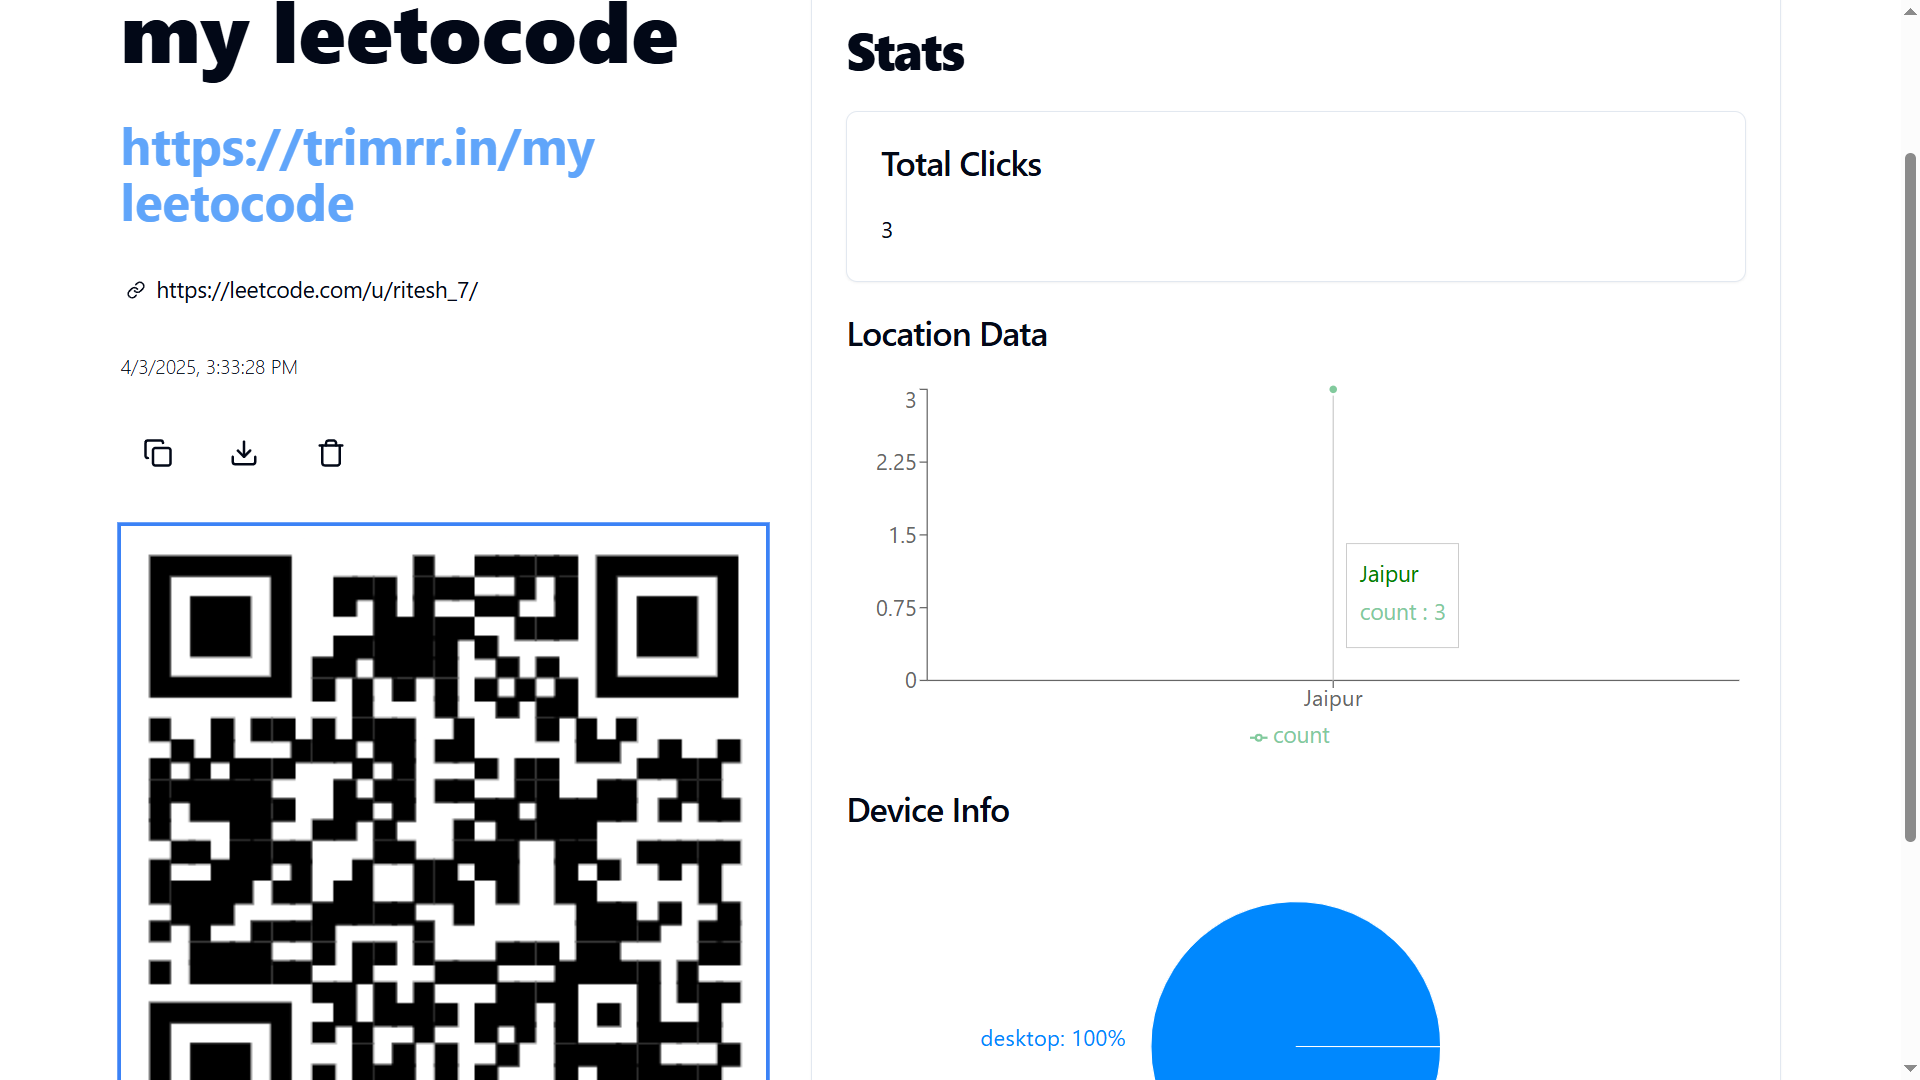 my leetocode
https://trimrr.in/my
leetocode
https://leetcode.com/u/ritesh_7/
4/3/2025, 3:33:28 PM
Stats
Total Clicks
3
Location Data
3
2.25
1.5
0.75
0
Jaipur
count : 3
Jaipur
count
Device Info
desktop: 100%